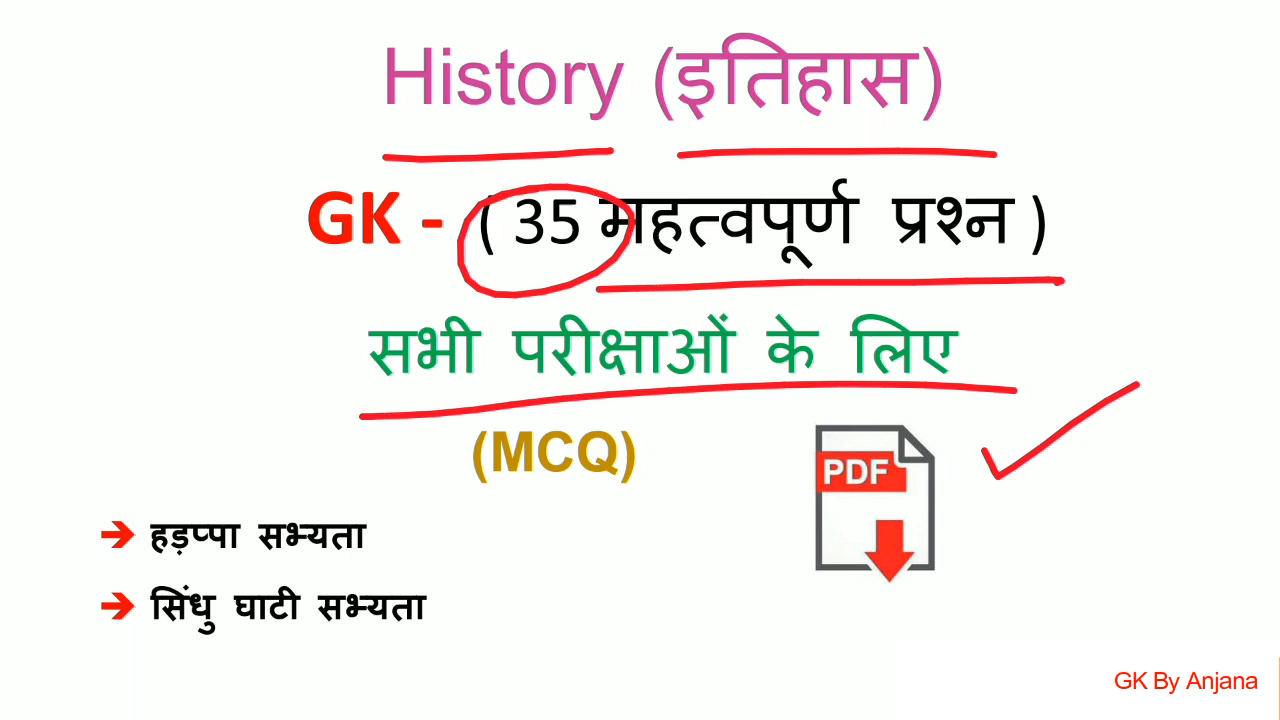 History (इतिहास)
GK - ( 35 महत्वपूर्ण प्रश्न )
सभी परीक्षाओं के लिए
(MCQ)
PDF
हड़प्पा सभ्यता
सिंधु घाटी सभ्यता
GK By Anjana